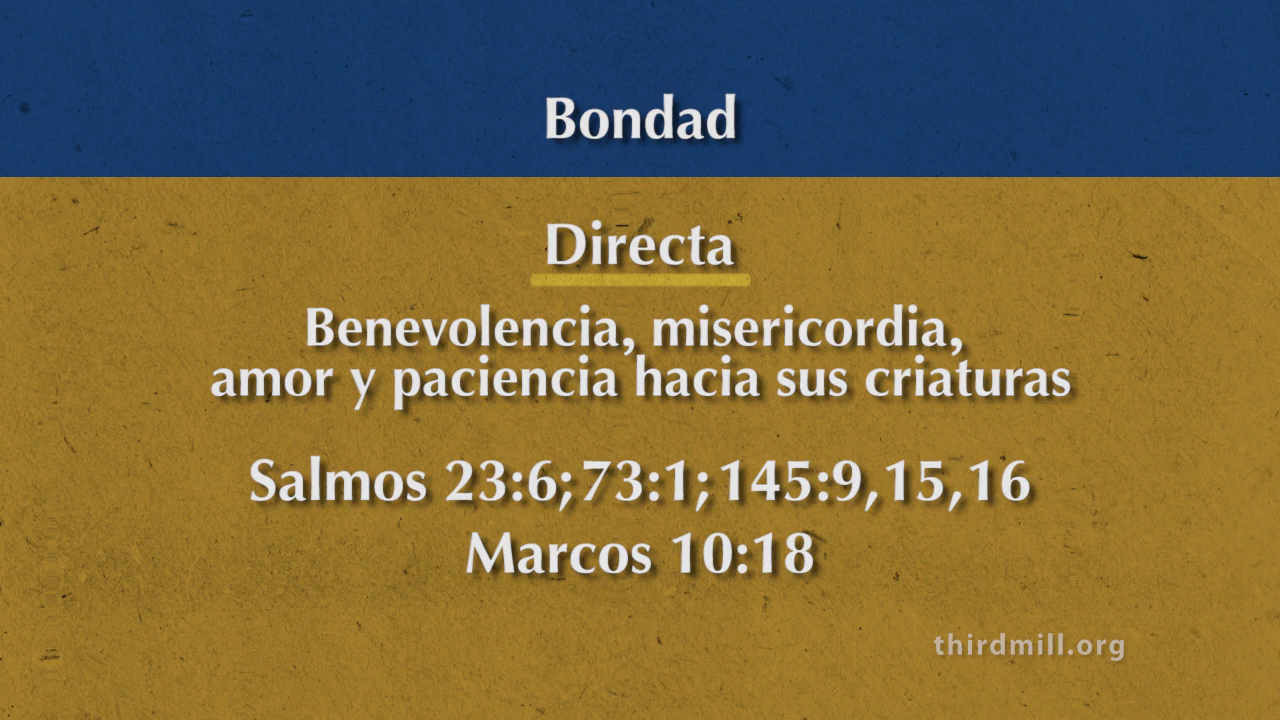 Bondad
Directa
Benevolencia, misericordia,
amor y paciencia hacia sus criaturas
Salmos 23:6; 73:1; 145:9, 15, 16
Marcos 10:18
thirdmill.org